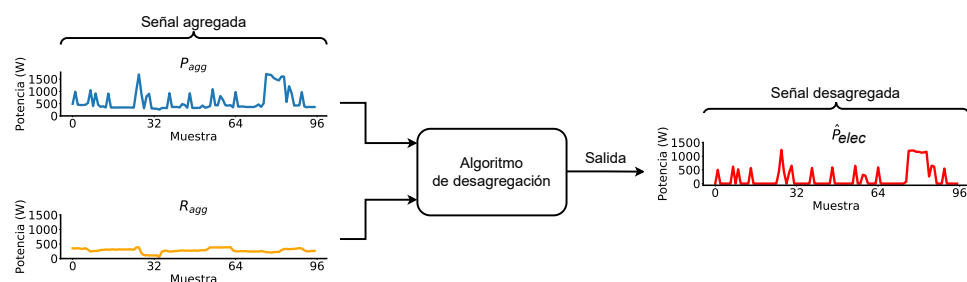 Señal agregada
P_agg
Potencia (W)
1500
1000
500
0
0 32 64 96
Muestra
R_agg
Potencia (W)
1500
1000
500
0
0 32 64 96
Muestra
Algoritmo
de desagregación
Salida
Señal desagregada
P̂_elec
Potencia (W)
1500
1000
500
0
0 32 64 96
Muestra